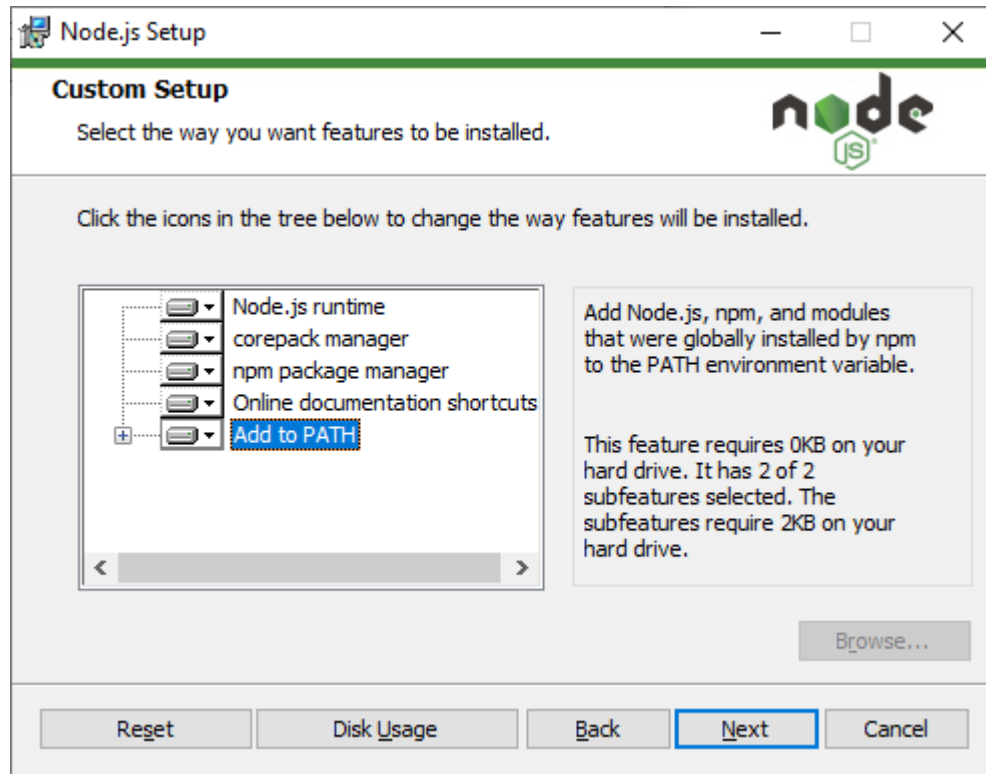 Node.js Setup
Custom Setup
Select the way you want features to be installed.
node
JS
Click the icons in the tree below to change the way features will be installed.
Node.js runtime
corepack manager
npm package manager
Online documentation shortcuts
Add to PATH
Add Node.js, npm, and modules
that were globally installed by npm
to the PATH environment variable.
This feature requires 0KB on your
hard drive. It has 2 of 2
subfeatures selected. The
subfeatures require 2KB on your
hard drive.
Browse...
Reset
Disk Usage
Back
Next
Cancel